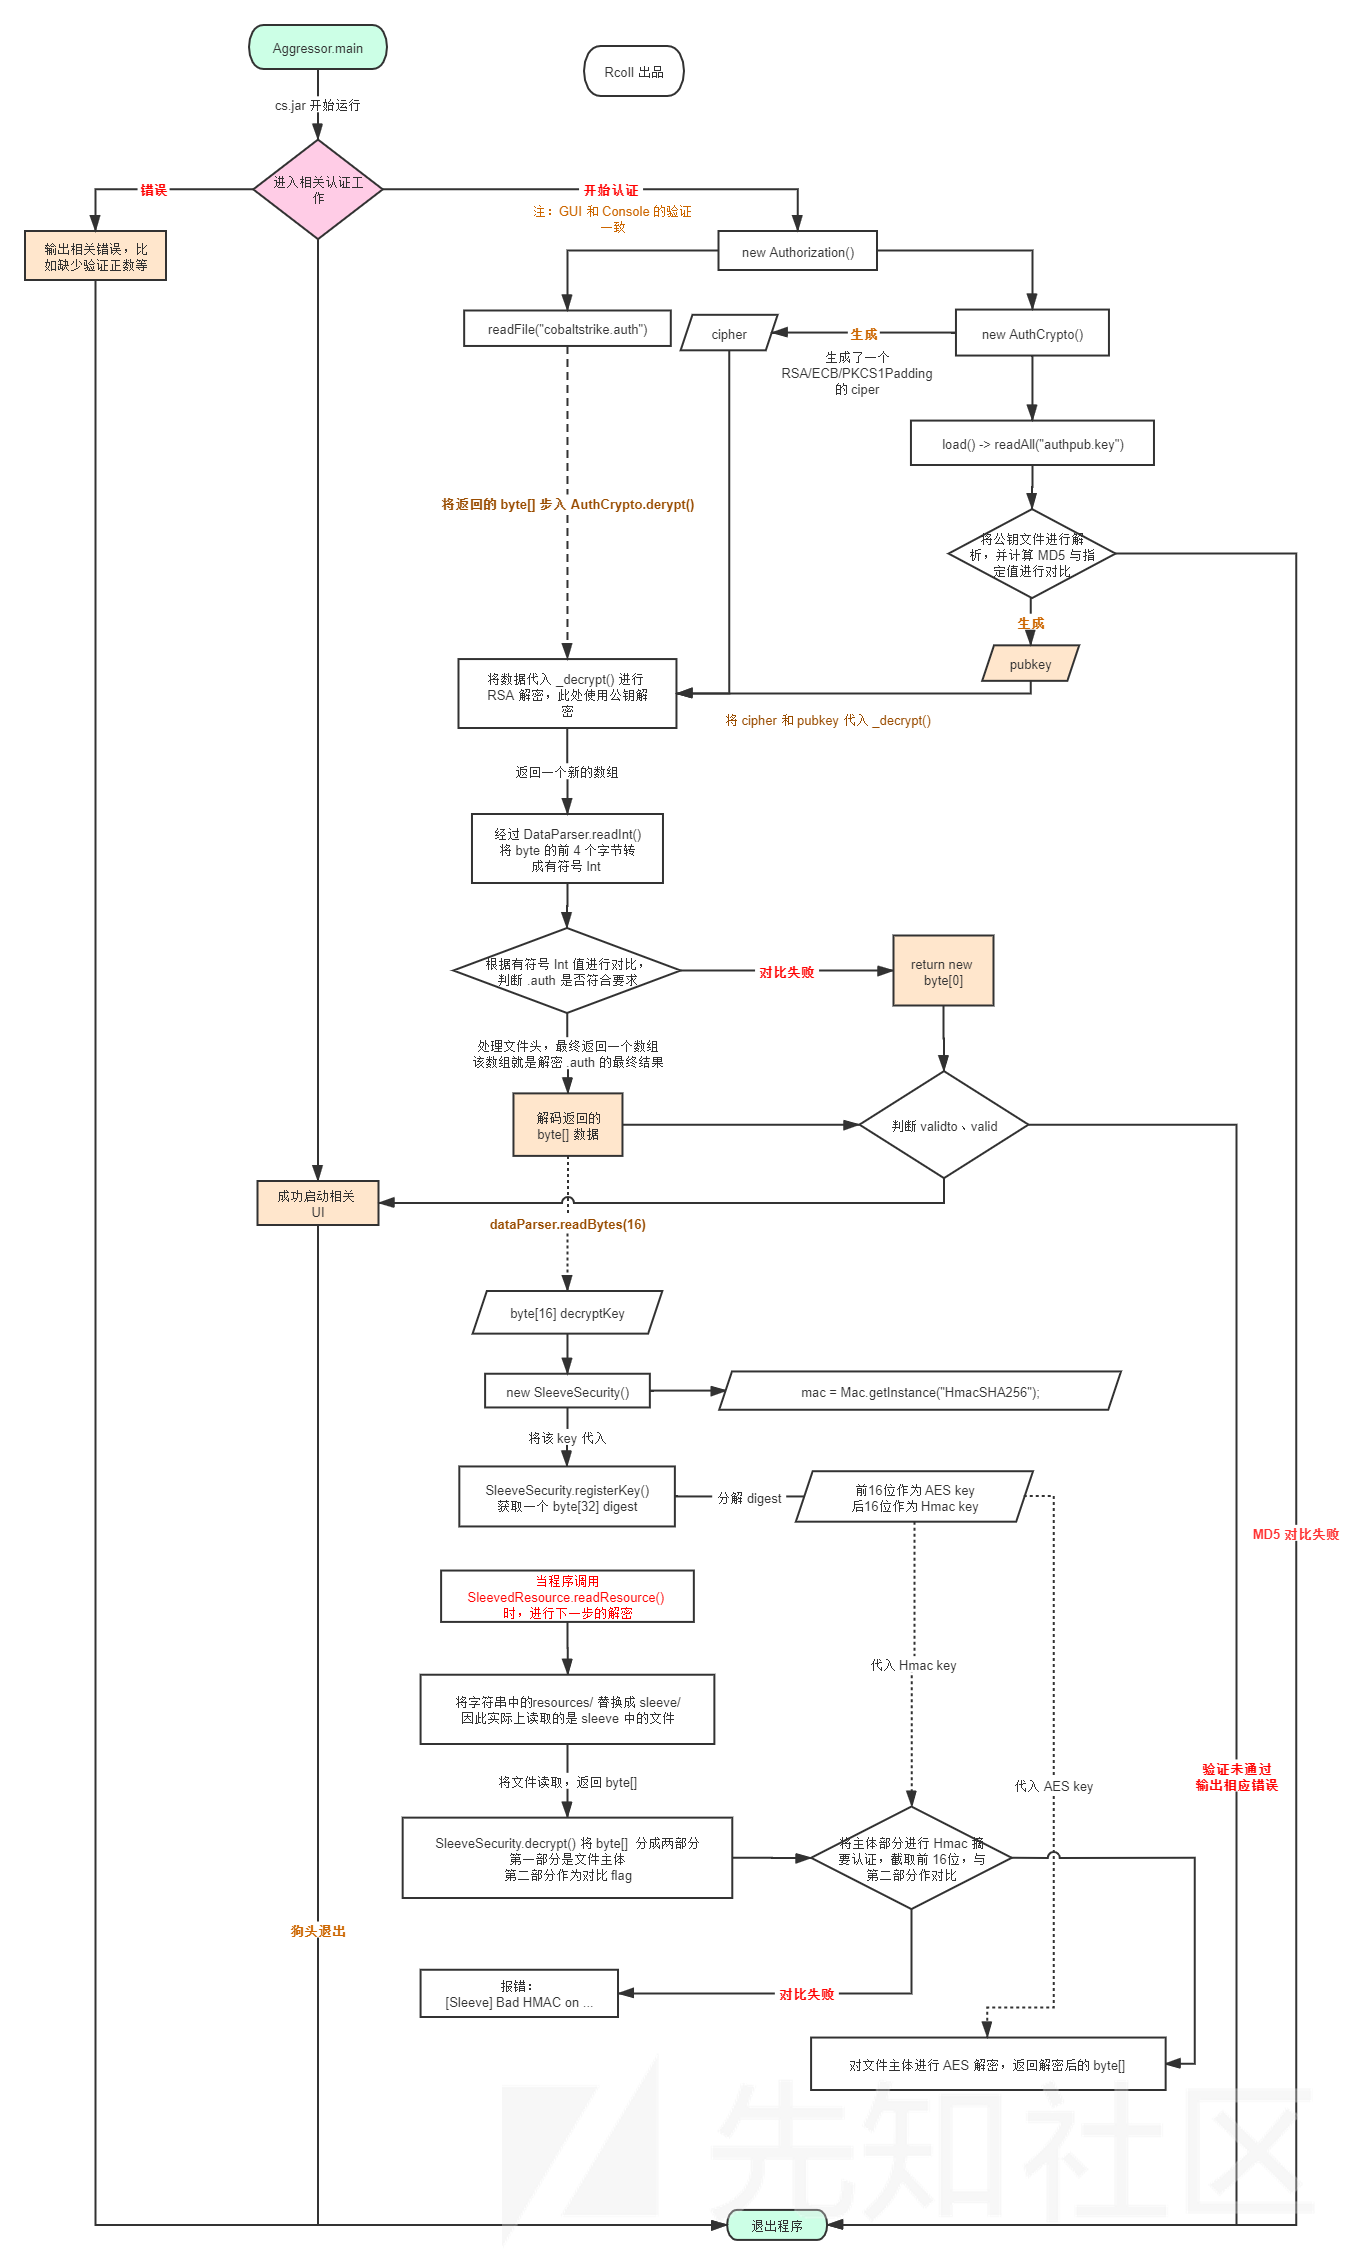 Aggressor.main
Rcoll 出品
cs.jar 开始运行
进入相关认证工
作
错误
开始认证
注：GUI 和 Console 的验证
一致
输出相关错误，比
如缺少验证正数等
new Authorization()
readFile("cobaltstrike.auth")
cipher
生成
new AuthCrypto()
生成了一个
RSA/ECB/PKCS1Padding
的 ciper
load() -> readAll("authpub.key")
将返回的 byte[] 步入 AuthCrypto.derypt()
将公钥文件进行解
析，并计算 MD5 与指
定值进行对比
生成
pubkey
将数据代入 _decrypt() 进行
RSA 解密，此处使用公钥解
密
将 cipher 和 pubkey 代入 _decrypt()
返回一个新的数组
经过 DataParser.readInt()
将 byte 的前 4 个字节转
成有符号 Int
根据有符号 Int 值进行对比，
判断 .auth 是否符合要求
对比失败
return new
byte[0]
处理文件头，最终返回一个数组
该数组就是解密 .auth 的最终结果
解码返回的
byte[] 数据
判断 validto、valid
成功启动相关
UI
dataParser.readBytes(16)
byte[16] decryptKey
new SleeveSecurity()
mac = Mac.getInstance("HmacSHA256");
将该 key 代入
SleeveSecurity.registerKey()
获取一个 byte[32] digest
分解 digest
前16位作为 AES key
后16位作为 Hmac key
MD5 对比失败
当程序调用
SleevedResource.readResource()
时，进行下一步的解密
代入 Hmac key
将字符串中的resources/ 替换成 sleeve/
因此实际上读取的是 sleeve 中的文件
验证未通过
输出相应错误
将文件读取，返回 byte[]
代入 AES key
SleeveSecurity.decrypt() 将 byte[] 分成两部分
第一部分是文件主体
第二部分作为对比 flag
将主体部分进行 Hmac 摘
要认证，截取前 16位，与
第二部分作对比
狗头退出
报错：
[Sleeve] Bad HMAC on ...
对比失败
对文件主体进行 AES 解密，返回解密后的 byte[]
先知社区
退出程序